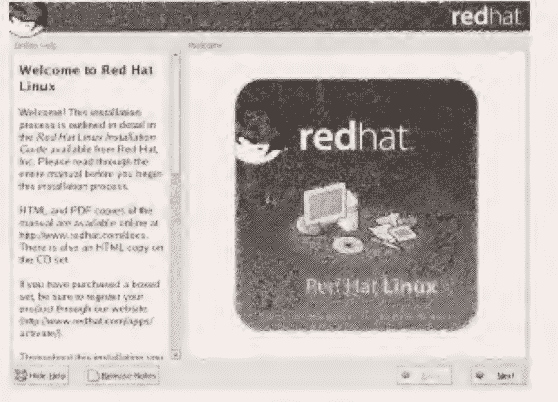 redhat
Online Help
Welcome
Welcome to Red Hat
Linux
Welcome! This installation
process is outlined in detail in
the Red Hat Linux Installation
Guide available from Red Hat,
Inc. Please read through the
entire manual before you begin
this installation process.
HTML and PDF copies of the
manual are available online at
http://www.redhat.com/docs.
There is also an HTML copy on
the CD set.
If you have purchased a boxed
set, be sure to register your
product through our website
(http://www.redhat.com/apps/
activate/).
Throughout this installation you
redhat
Red Hat Linux
Hide Help
Release Notes
Next